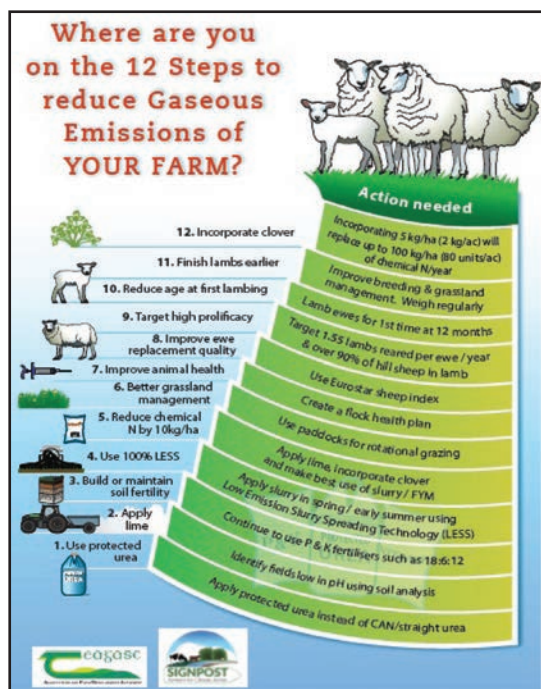 Where are you
on the 12 Steps to
reduce Gaseous
Emissions of
YOUR FARM?
Action needed
12. Incorporate clover
Incorporating 5 kg/ha (2 kg/ac) will
replace up to 100 kg/ha (80 units/ac)
of chemical N/year
11. Finish lambs earlier
Improve breeding & grassland
management. Weigh regularly
10. Reduce age at first lambing
Lamb ewes for 1st time at 12 months
9. Target high prolificacy
Target 1.55 lambs reared per ewe / year
& over 90% of hill sheep in lamb
8. Improve ewe
replacement quality
Use Eurostar sheep index
7. Improve animal health
Create a flock health plan
6. Better grassland
management
Use paddocks for rotational grazing
5. Reduce chemical
N by 10kg/ha
Apply lime, incorporate clover
and make best use of slurry / FYM
4. Use 100% LESS
Apply slurry in spring / early summer using
Low Emission Slurry Spreading Technology (LESS)
3. Build or maintain
soil fertility
Continue to use P & K fertilisers such as 18:6:12
2. Apply
lime
Identify fields low in pH using soil analysis
1. Use protected
urea
Apply protected urea instead of CAN/straight urea
teagasc
SIGNPOST